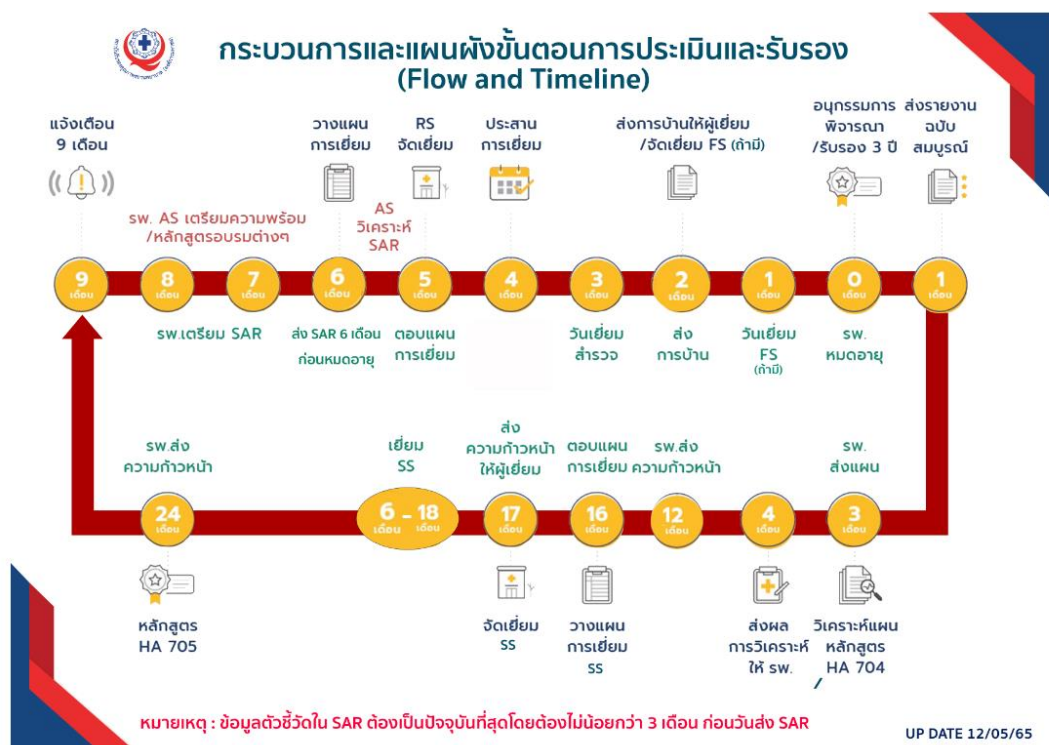 กระบวนการและแผนผังขั้นตอนการประเมินและรับรอง
(Flow and Timeline)
แจ้งเตือน
9 เดือน
วางแผน
การเยี่ยม
RS
จัดเยี่ยม
ประสาน
การเยี่ยม
ส่งการบ้านให้ผู้เยี่ยม
/จัดเยี่ยม FS (ถ้ามี)
อนุกรรมการ
พิจารณา
/รับรอง 3 ปี
ส่งรายงาน
ฉบับ
สมบูรณ์
รพ. AS เตรียมความพร้อม
/หลักสูตรอบรมต่างๆ
AS
วิเคราะห์
SAR
9
เดือน
8
เดือน
7
เดือน
6
เดือน
5
เดือน
4
เดือน
3
เดือน
2
เดือน
1
เดือน
0
เดือน
1
เดือน
รพ.เตรียม SAR
ส่ง SAR 6 เดือน
ก่อนหมดอายุ
ตอบแผน
การเยี่ยม
วันเยี่ยม
สำรวจ
ส่ง
การบ้าน
วันเยี่ยม
FS
(ถ้ามี)
รพ.
หมดอายุ
รพ.ส่ง
ความก้าวหน้า
เยี่ยม
SS
ส่ง
ความก้าวหน้า
ให้ผู้เยี่ยม
ตอบแผน
การเยี่ยม
รพ.ส่ง
ความก้าวหน้า
รพ.
ส่งแผน
24
เดือน
6 - 18
เดือน เดือน
17
เดือน
16
เดือน
12
เดือน
4
เดือน
3
เดือน
หลักสูตร
HA 705
จัดเยี่ยม
SS
วางแผน
การเยี่ยม
SS
ส่งผล
การวิเคราะห์
ให้ รพ.
วิเคราะห์แผน
หลักสูตร
HA 704
/
หมายเหตุ : ข้อมูลตัวชี้วัดใน SAR ต้องเป็นปัจจุบันที่สุดโดยต้องไม่น้อยกว่า 3 เดือน ก่อนวันส่ง SAR
UP DATE 12/05/65